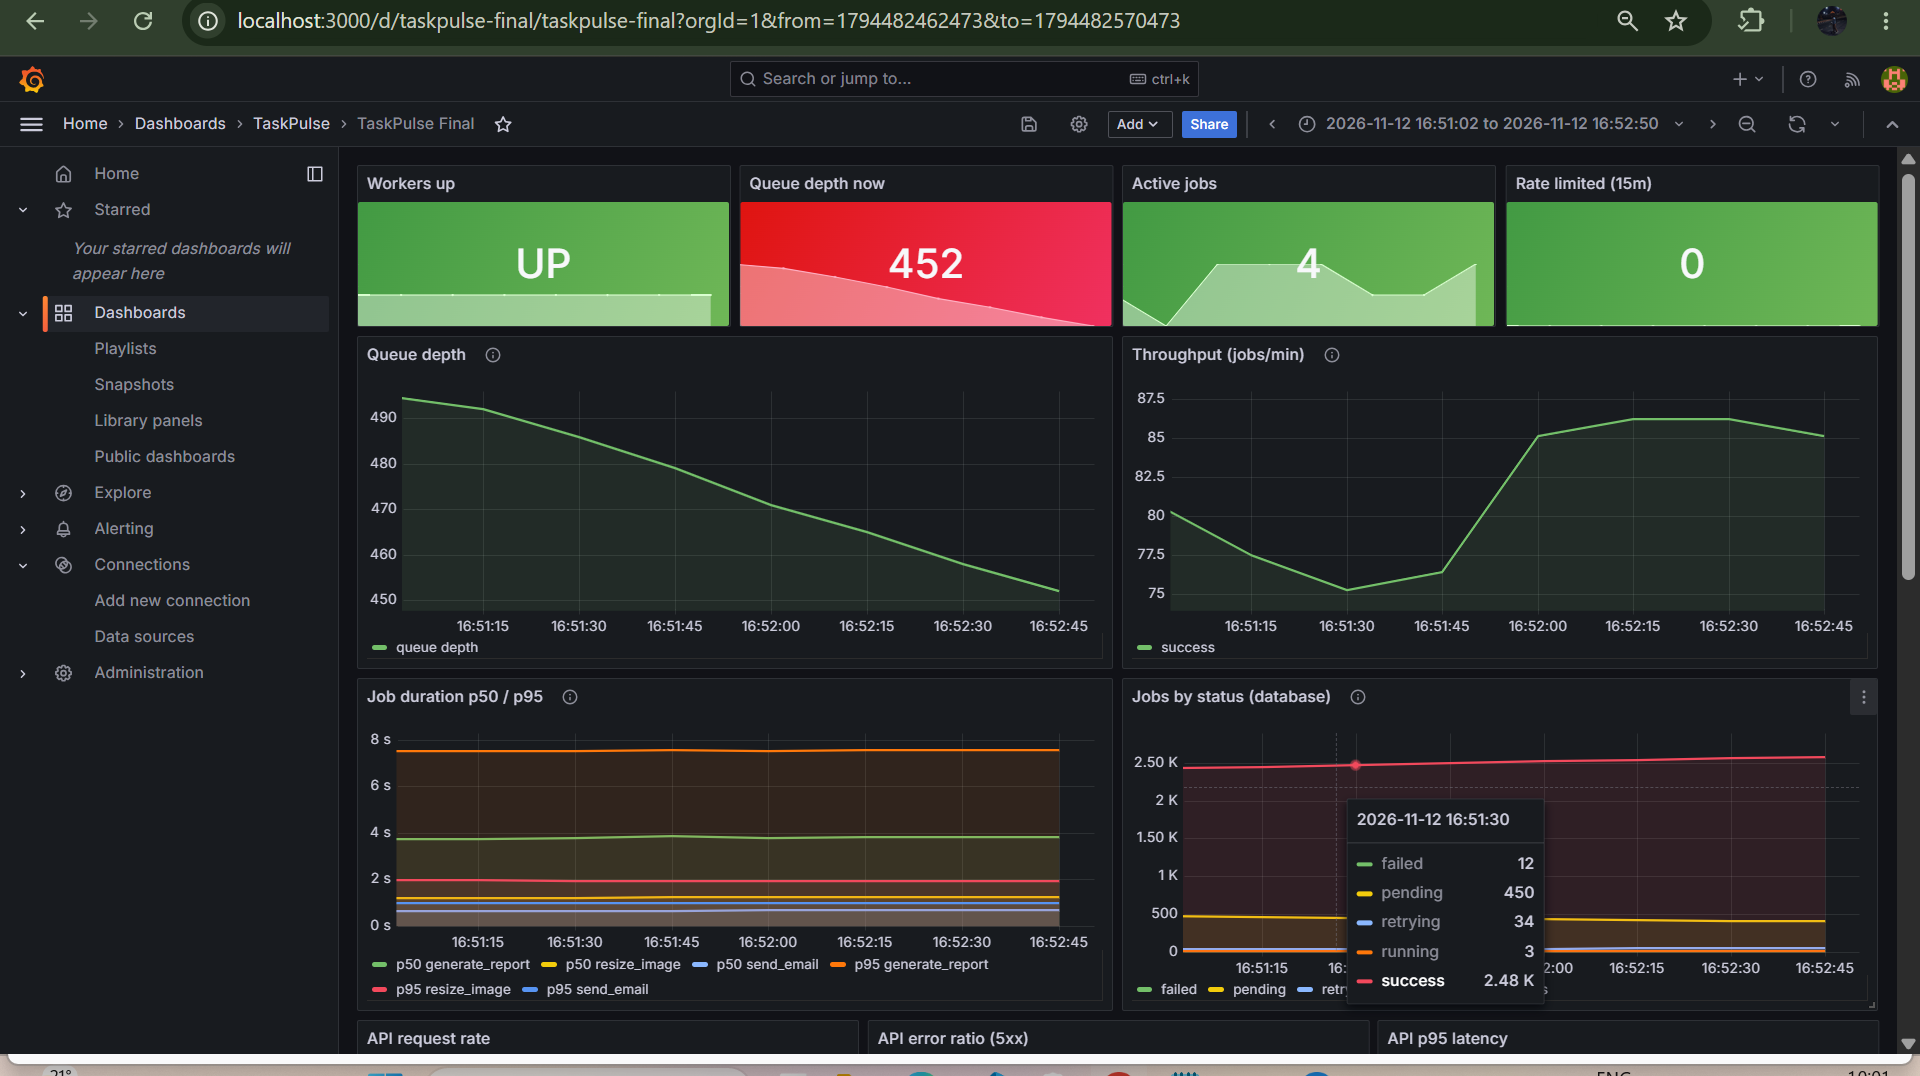 localhost:3000/d/taskpulse-final/taskpulse-final?orgId=1&from=1794482462473&to=1794482570473
Search or jump to... ctrl+k
Home › Dashboards › TaskPulse › TaskPulse Final Add Share 2026-11-12 16:51:02 to 2026-11-12 16:52:50
Home
Starred
Your starred dashboards will
appear here
Dashboards
Playlists
Snapshots
Library panels
Public dashboards
Explore
Alerting
Connections
Add new connection
Data sources
Administration
Workers up
UP
Queue depth now
452
Active jobs
4
Rate limited (15m)
0
Queue depth
490
480
470
460
450
16:51:15 16:51:30 16:51:45 16:52:00 16:52:15 16:52:30 16:52:45
queue depth
Throughput (jobs/min)
87.5
85
82.5
80
77.5
75
16:51:15 16:51:30 16:51:45 16:52:00 16:52:15 16:52:30 16:52:45
success
Job duration p50 / p95
8 s
6 s
4 s
2 s
0 s
16:51:15 16:51:30 16:51:45 16:52:00 16:52:15 16:52:30 16:52:45
p50 generate_report p50 resize_image p50 send_email p95 generate_report
p95 resize_image p95 send_email
Jobs by status (database)
2.50 K
2 K
1.50 K
1 K
500
0
16:51:15 16: 2:00 16:52:15 16:52:30 16:52:45
failed pending retr s
2026-11-12 16:51:30
failed 12
pending 450
retrying 34
running 3
success 2.48 K
API request rate
API error ratio (5xx)
API p95 latency